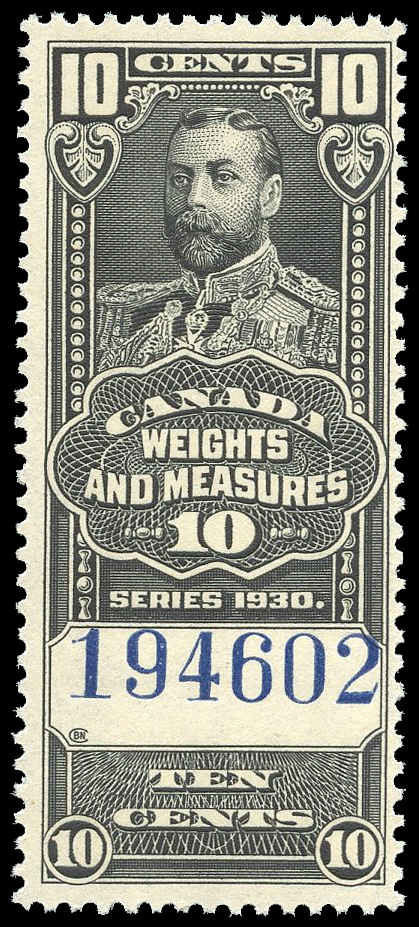 10 CENTS 10
CANADA
WEIGHTS
AND MEASURES
10
SERIES 1930.
194602
BN
TEN
CENTS
10 10